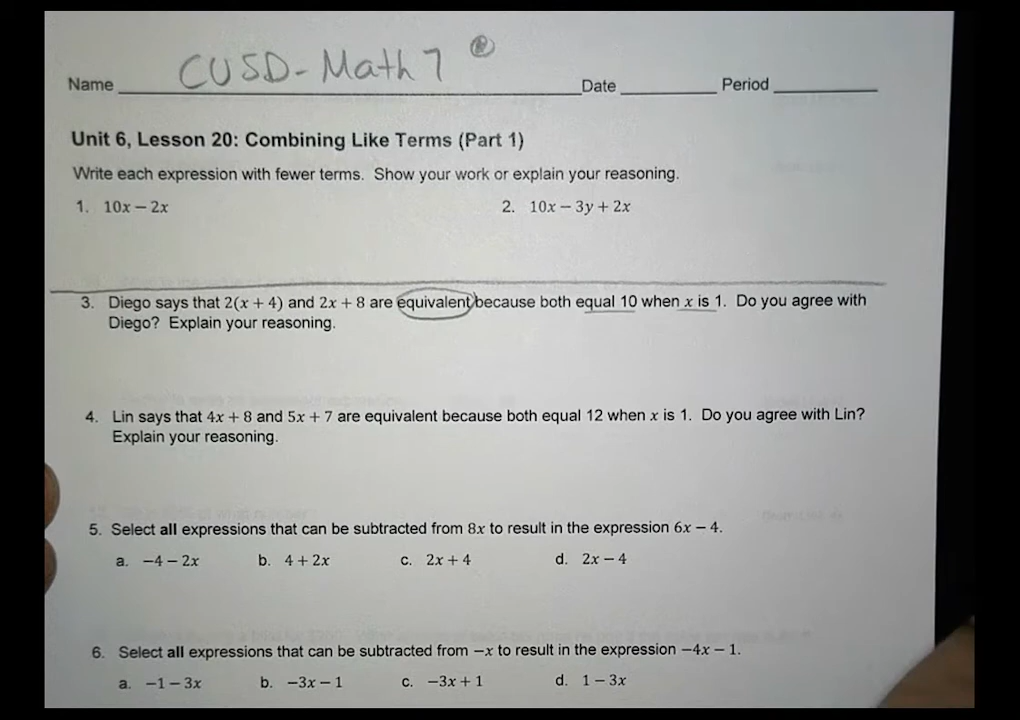 Name CUSD-Math 7 Date Period
Unit 6, Lesson 20: Combining Like Terms (Part 1)
Write each expression with fewer terms. Show your work or explain your reasoning.
1. 10x − 2x 2. 10x − 3y + 2x
3. Diego says that 2(x + 4) and 2x + 8 are equivalent because both equal 10 when x is 1. Do you agree with
Diego? Explain your reasoning.
4. Lin says that 4x + 8 and 5x + 7 are equivalent because both equal 12 when x is 1. Do you agree with Lin?
Explain your reasoning.
5. Select all expressions that can be subtracted from 8x to result in the expression 6x − 4.
a. −4 − 2x b. 4 + 2x c. 2x + 4 d. 2x − 4
6. Select all expressions that can be subtracted from −x to result in the expression −4x − 1.
a. −1 − 3x b. −3x − 1 c. −3x + 1 d. 1 − 3x